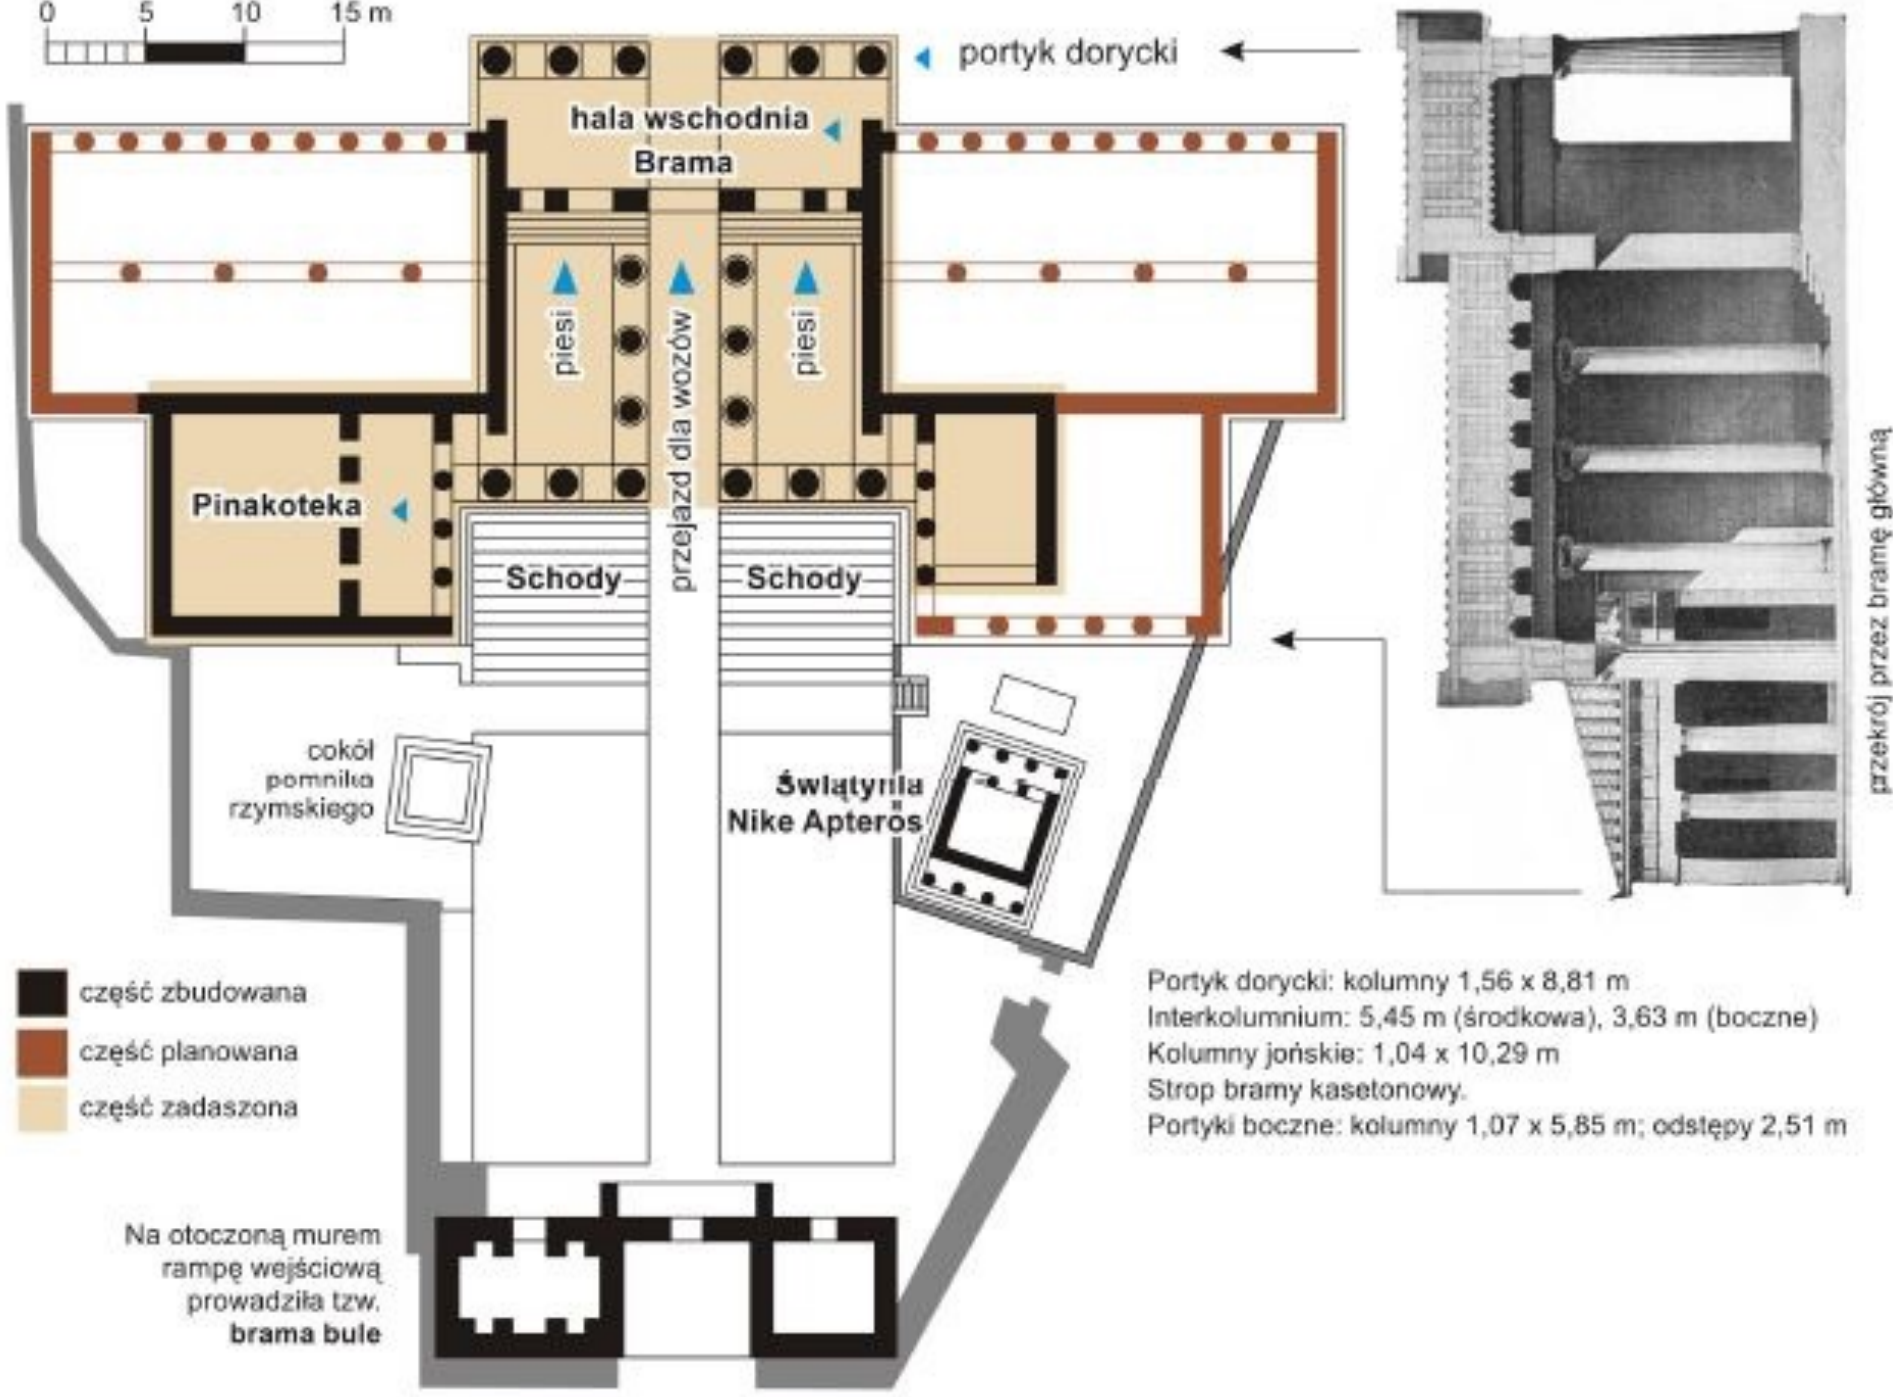 0 5 10 15 m
portyk dorycki
hala wschodnia
Brama
piesi
przejazd dla wozów
piesi
Pinakoteka
Schody
Schody
przekrój przez bramę główną
cokół
pomnika
rzymskiego
Świątynia
Nike Apteros
część zbudowana
część planowana
część zadaszona
Portyk dorycki: kolumny 1,56 x 8,81 m
Interkolumnium: 5,45 m (środkowa), 3,63 m (boczne)
Kolumny jońskie: 1,04 x 10,29 m
Strop bramy kasetonowy.
Portyki boczne: kolumny 1,07 x 5,85 m; odstępy 2,51 m
Na otoczoną murem
rampę wejściową
prowadziła tzw.
brama bule